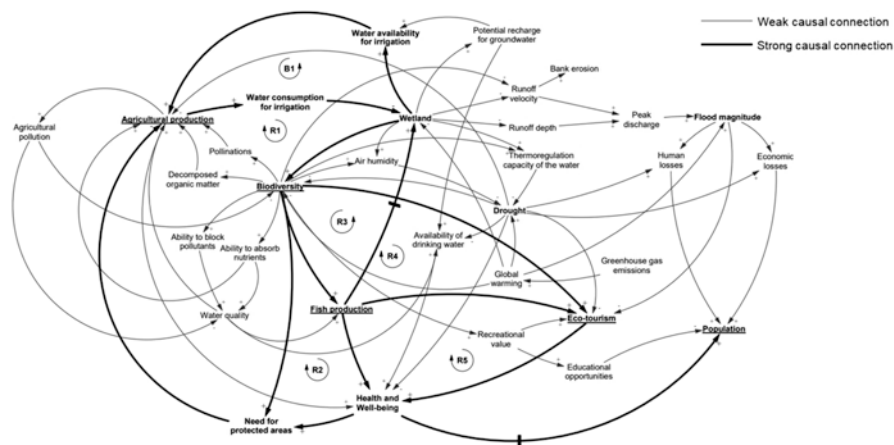 Weak causal connection
Strong causal connection
Water availability
for irrigation
Potential recharge
for groundwater
B1
Bank erosion
Runoff
velocity
Water consumption
for irrigation
Agricultural production
Wetland
Peak
discharge
Flood magnitude
Runoff depth
R1
Agricultural
pollution
Pollinations
Air humidity
Thermoregulation
capacity of the water
Human
losses
Economic
losses
Decomposed
organic matter
Biodiversity
Drought
R3
Ability to block
pollutants
Ability to absorb
nutrients
Availability of
drinking water
R4
Global
warming
Greenhouse gas
emissions
Fish production
Water quality
Eco-tourism
Population
Recreational
value
R5
R2
Educational
opportunities
Health and
Well-being
Need for
protected areas